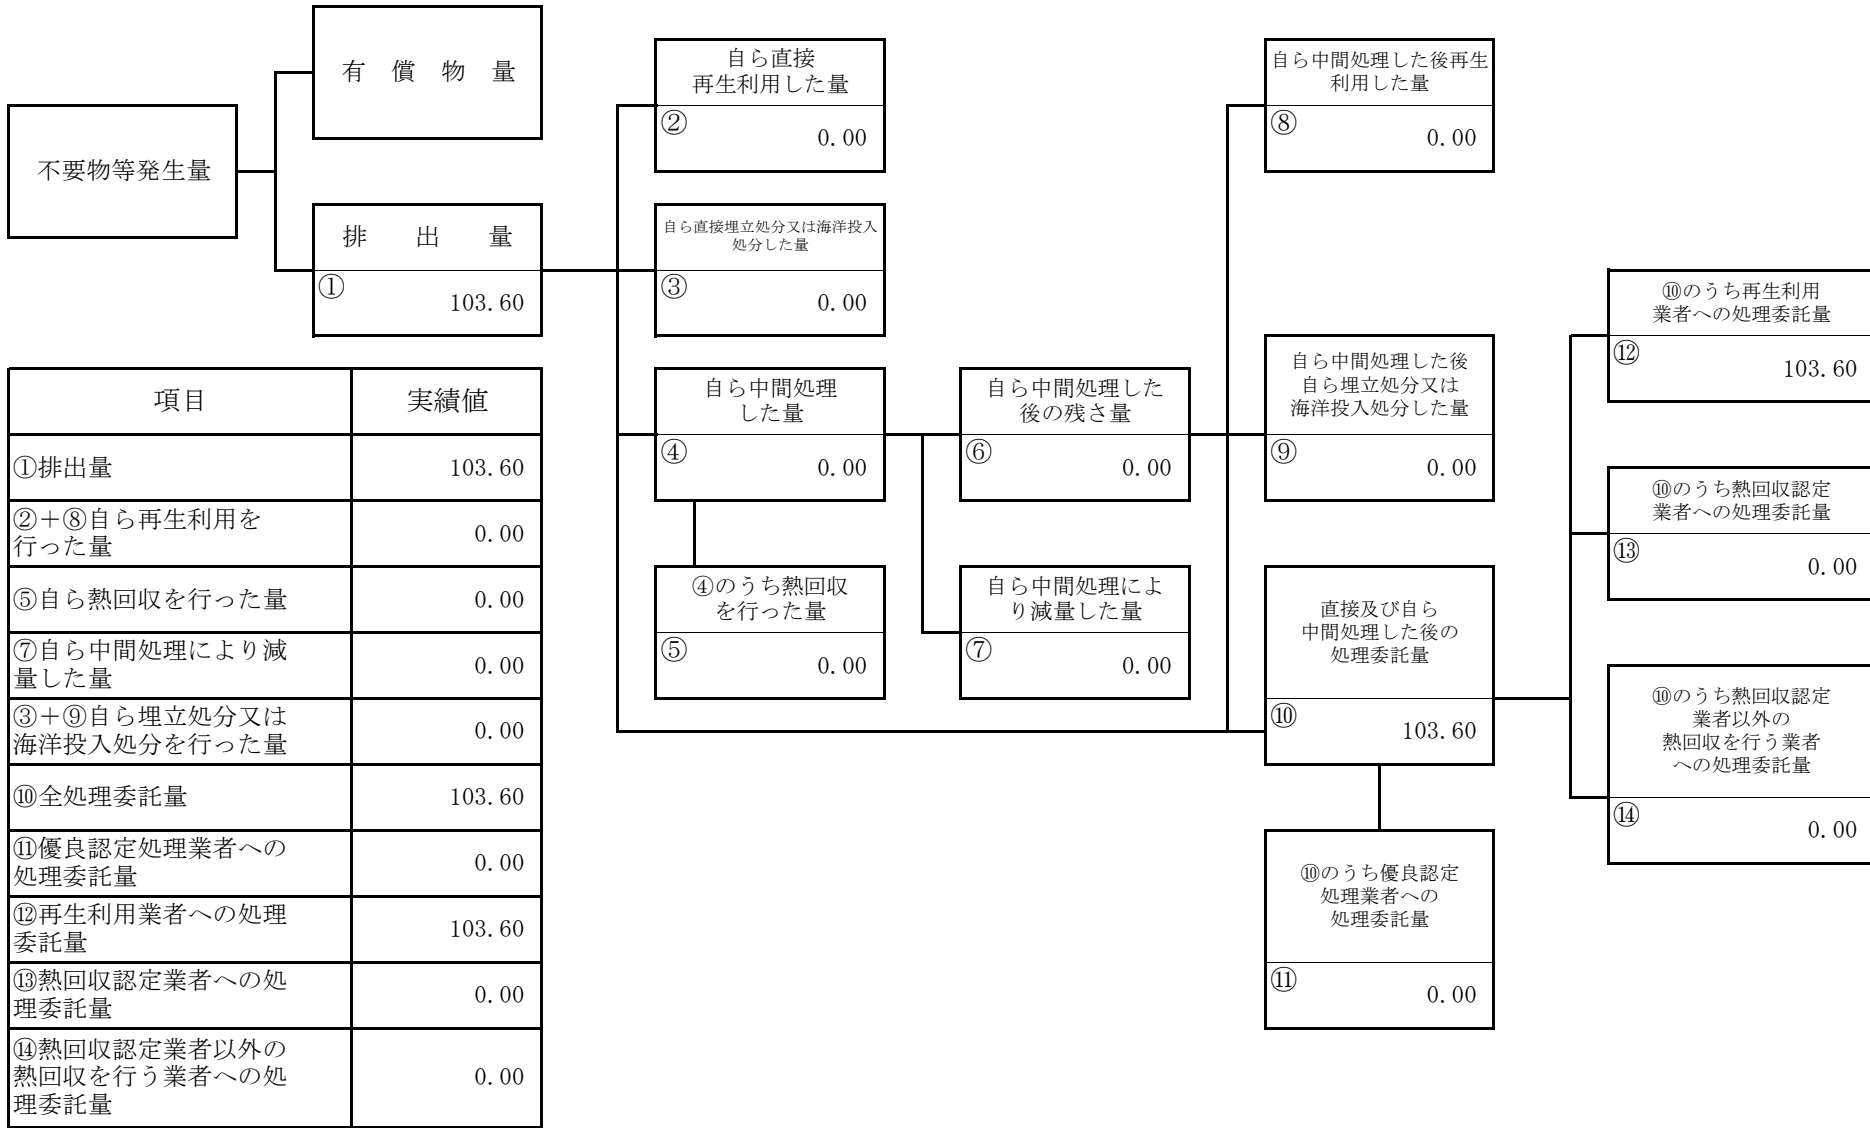 不要物等発生量
有償物量
排出量
①
103.60
自ら直接
再生利用した量
②
0.00
自ら直接埋立処分又は海洋投入
処分した量
③
0.00
自ら中間処理
した量
④
0.00
④のうち熱回収
を行った量
⑤
0.00
自ら中間処理した
後の残さ量
⑥
0.00
自ら中間処理によ
り減量した量
⑦
0.00
自ら中間処理した後再生
利用した量
⑧
0.00
自ら中間処理した後
自ら埋立処分又は
海洋投入処分した量
⑨
0.00
直接及び自ら
中間処理した後の
処理委託量
⑩
103.60
⑩のうち優良認定
処理業者への
処理委託量
⑪
0.00
⑩のうち再生利用
業者への処理委託量
⑫
103.60
⑩のうち熱回収認定
業者への処理委託量
⑬
0.00
⑩のうち熱回収認定
業者以外の
熱回収を行う業者
への処理委託量
⑭
0.00
項目 実績値
①排出量 103.60
②+⑧自ら再生利用を
行った量 0.00
⑤自ら熱回収を行った量 0.00
⑦自ら中間処理により減
量した量 0.00
③+⑨自ら埋立処分又は
海洋投入処分を行った量 0.00
⑩全処理委託量 103.60
⑪優良認定処理業者への
処理委託量 0.00
⑫再生利用業者への処理
委託量 103.60
⑬熱回収認定業者への処
理委託量 0.00
⑭熱回収認定業者以外の
熱回収を行う業者への処
理委託量 0.00